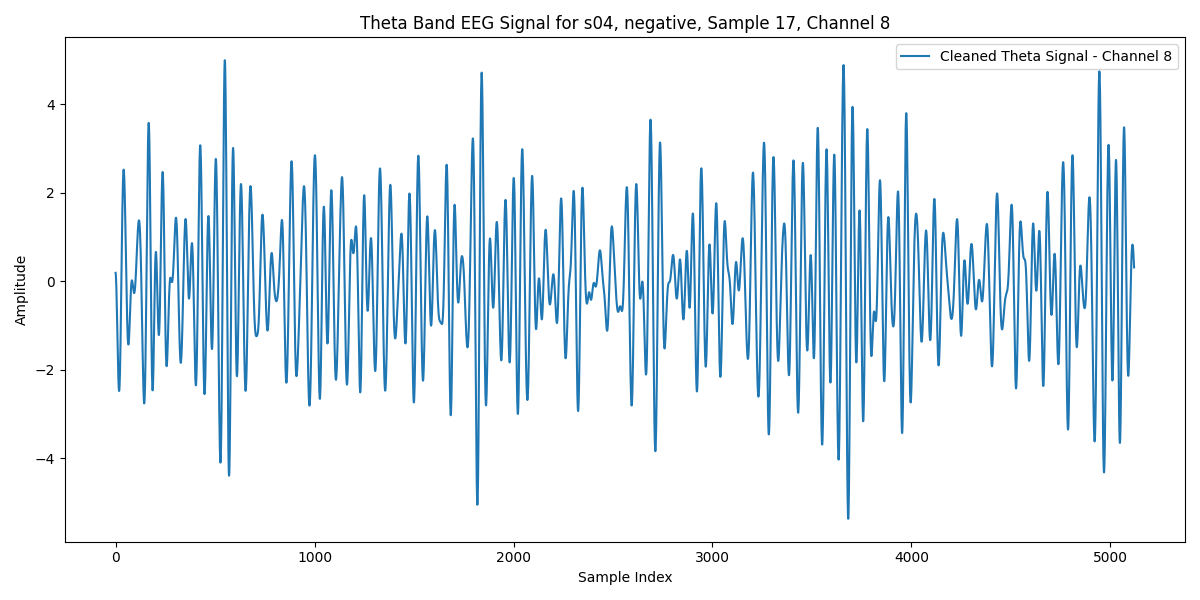 Theta Band EEG Signal for s04, negative, Sample 17, Channel 8
Cleaned Theta Signal - Channel 8
Amplitude
4
2
0
−2
−4
0 1000 2000 3000 4000 5000
Sample Index